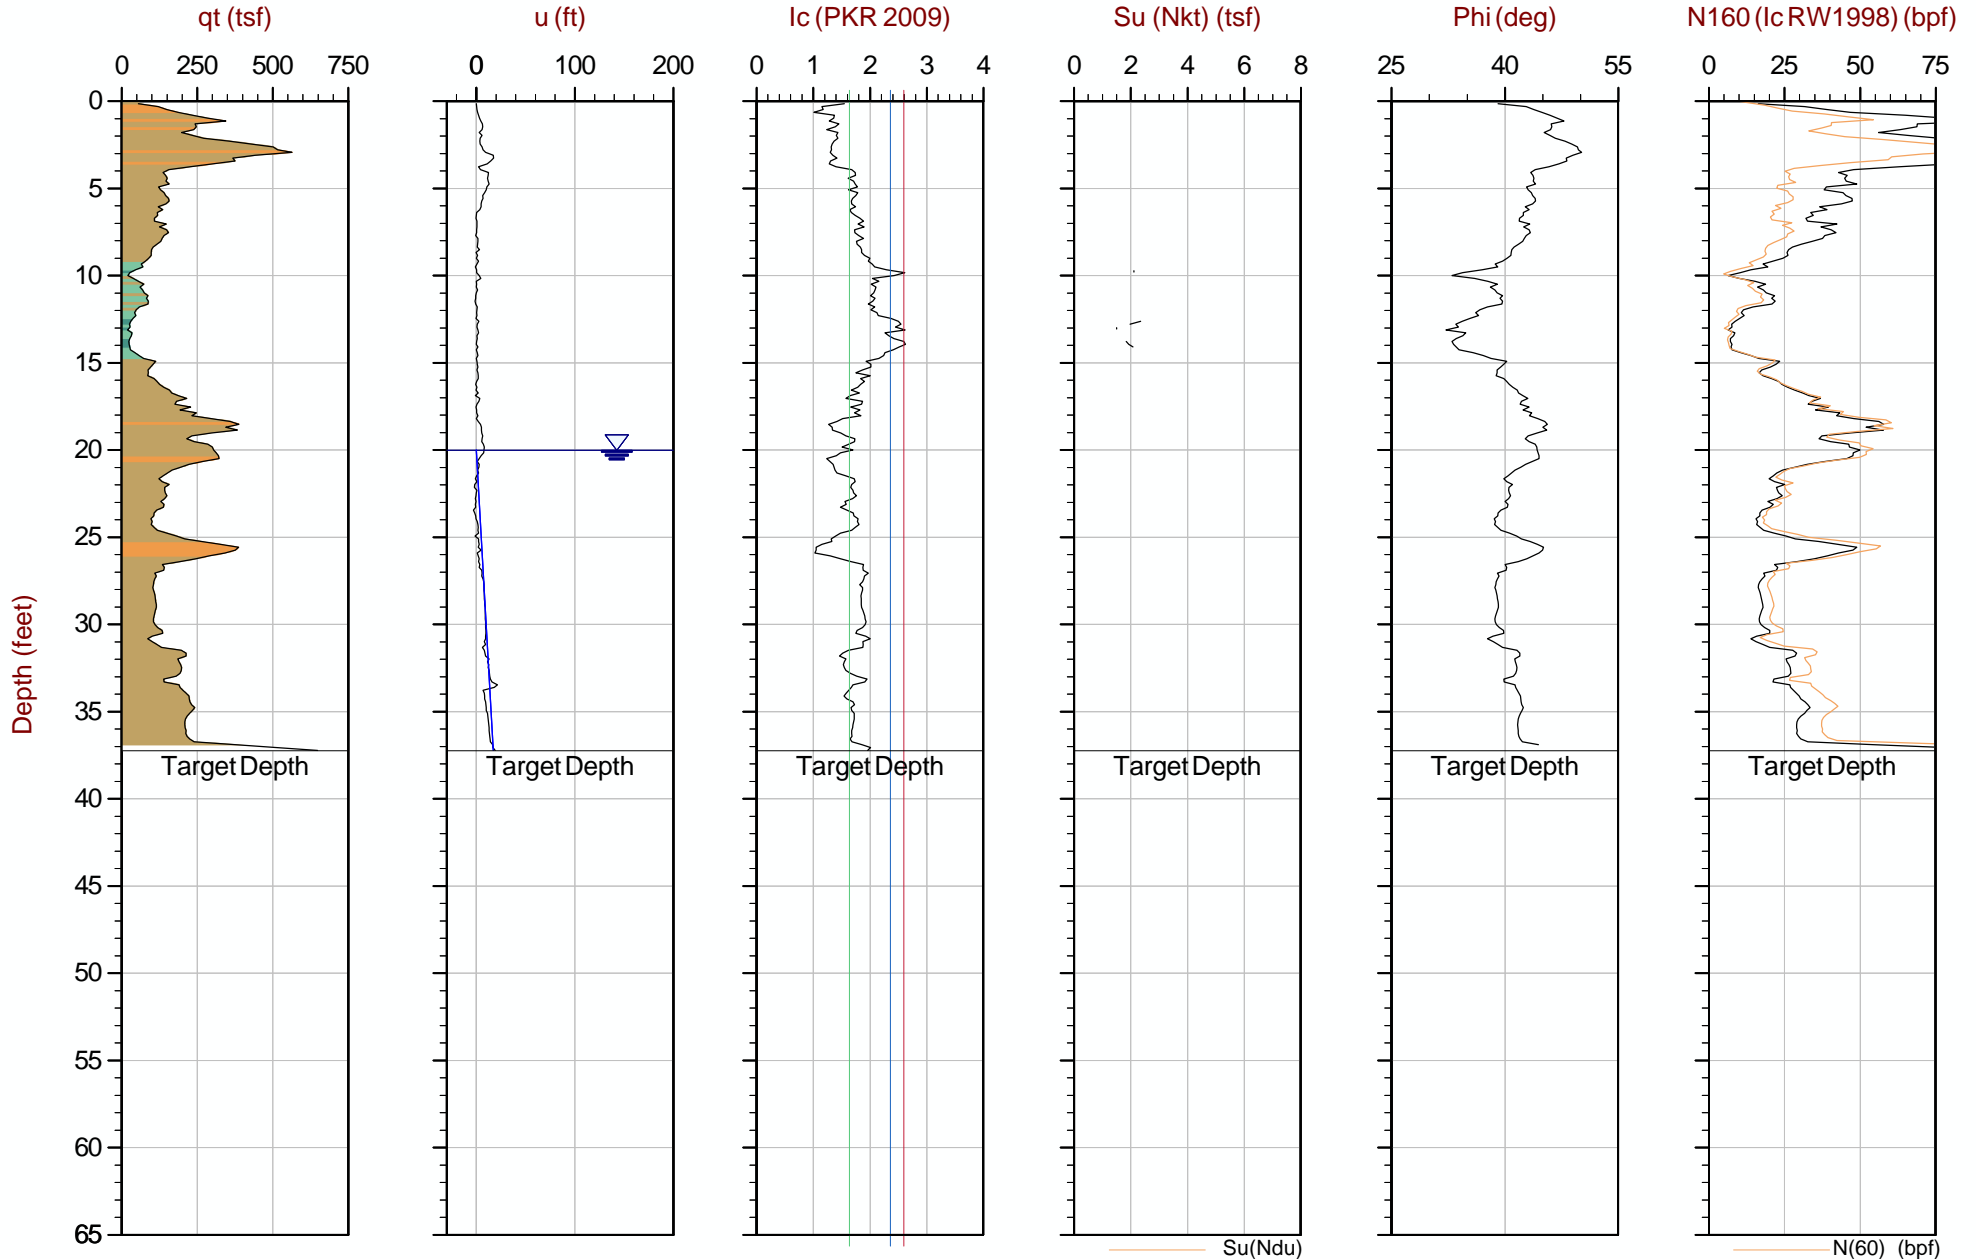 qt (tsf) u (ft) Ic (PKR 2009) Su (Nkt) (tsf) Phi (deg) N160 (Ic RW1998) (bpf)
0 250 500 750 0 100 200 0 1 2 3 4 0 2 4 6 8 25 40 55 0 25 50 75
0
5
10
15
20
25
30
35
Target Depth Target Depth Target Depth Target Depth Target Depth Target Depth
40
45
50
55
60
65
Depth (feet)
Su(Ndu) N(60) (bpf)